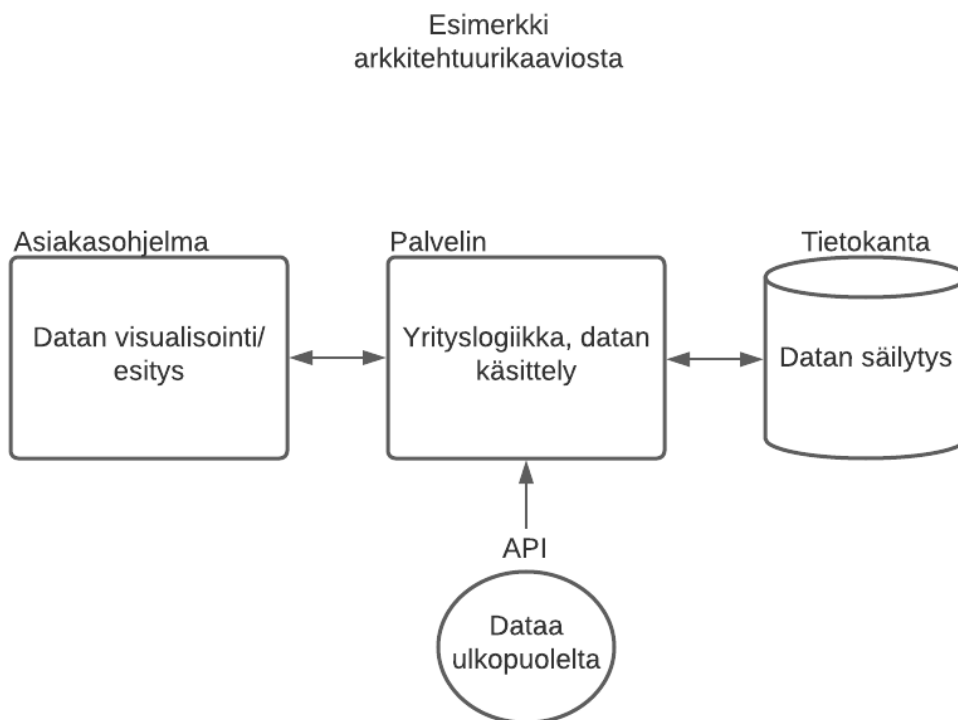 Esimerkki
arkkitehtuurikaaviosta
Asiakasohjelma
Palvelin
Tietokanta
Datan visualisointi/
esitys
Yrityslogiikka, datan
käsittely
Datan säilytys
API
Dataa
ulkopuolelta